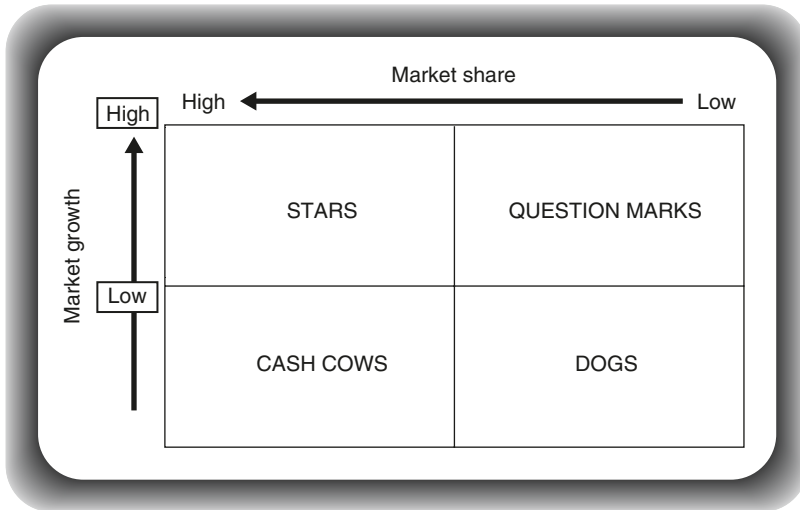 Market share
High
Low
High
Market growth
STARS
QUESTION MARKS
Low
CASH COWS
DOGS